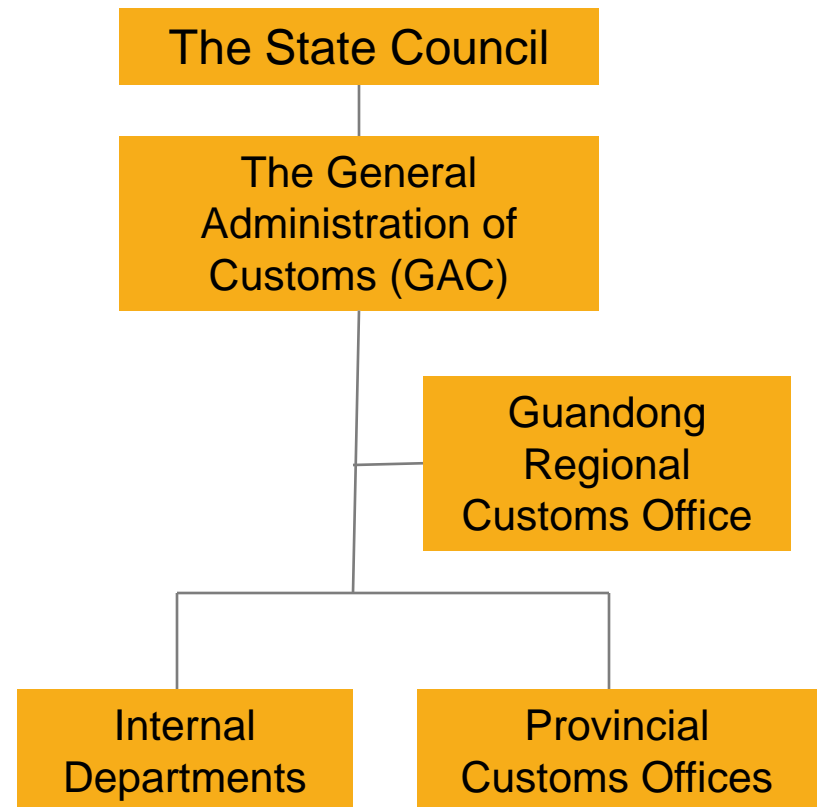 The State Council
The General
Administration of
Customs (GAC)
Guandong
Regional
Customs Office
Internal
Departments
Provincial
Customs Offices